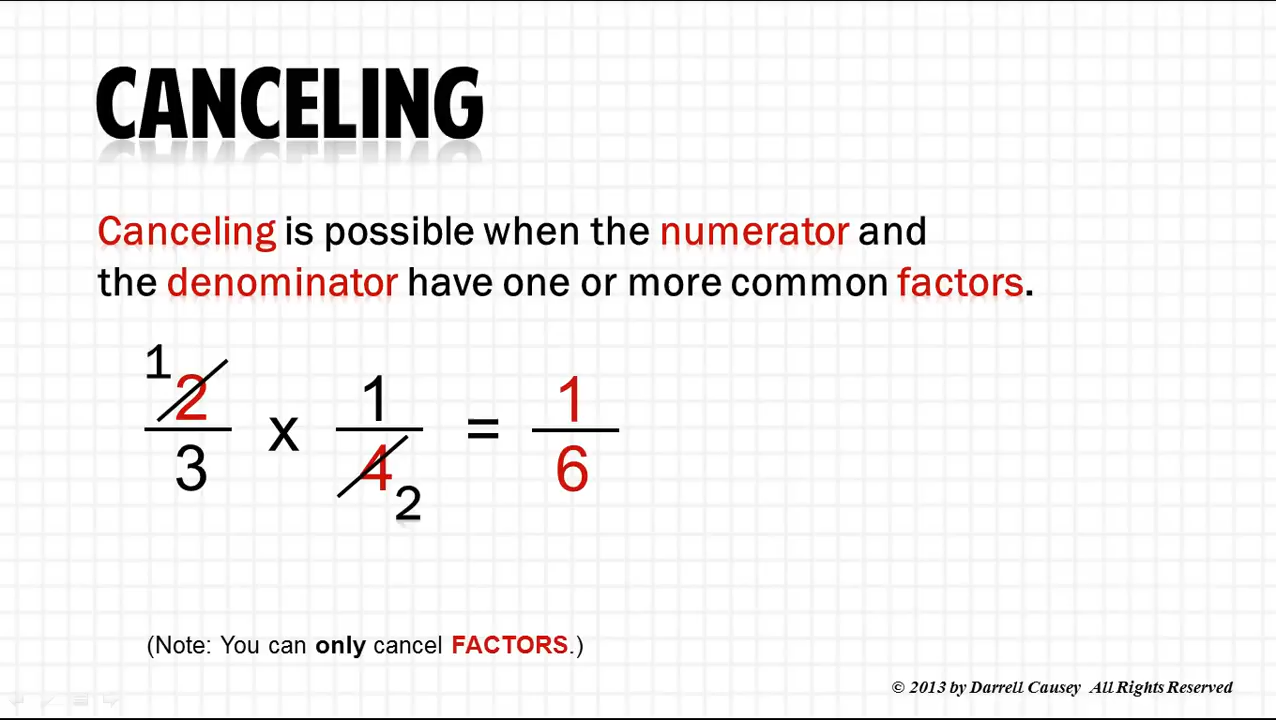 CANCELING
Canceling is possible when the numerator and
the denominator have one or more common factors.
1
2 1 1
x =
3 4 6
2
(Note: You can only cancel FACTORS.)
© 2013 by Darrell Causey All Rights Reserved